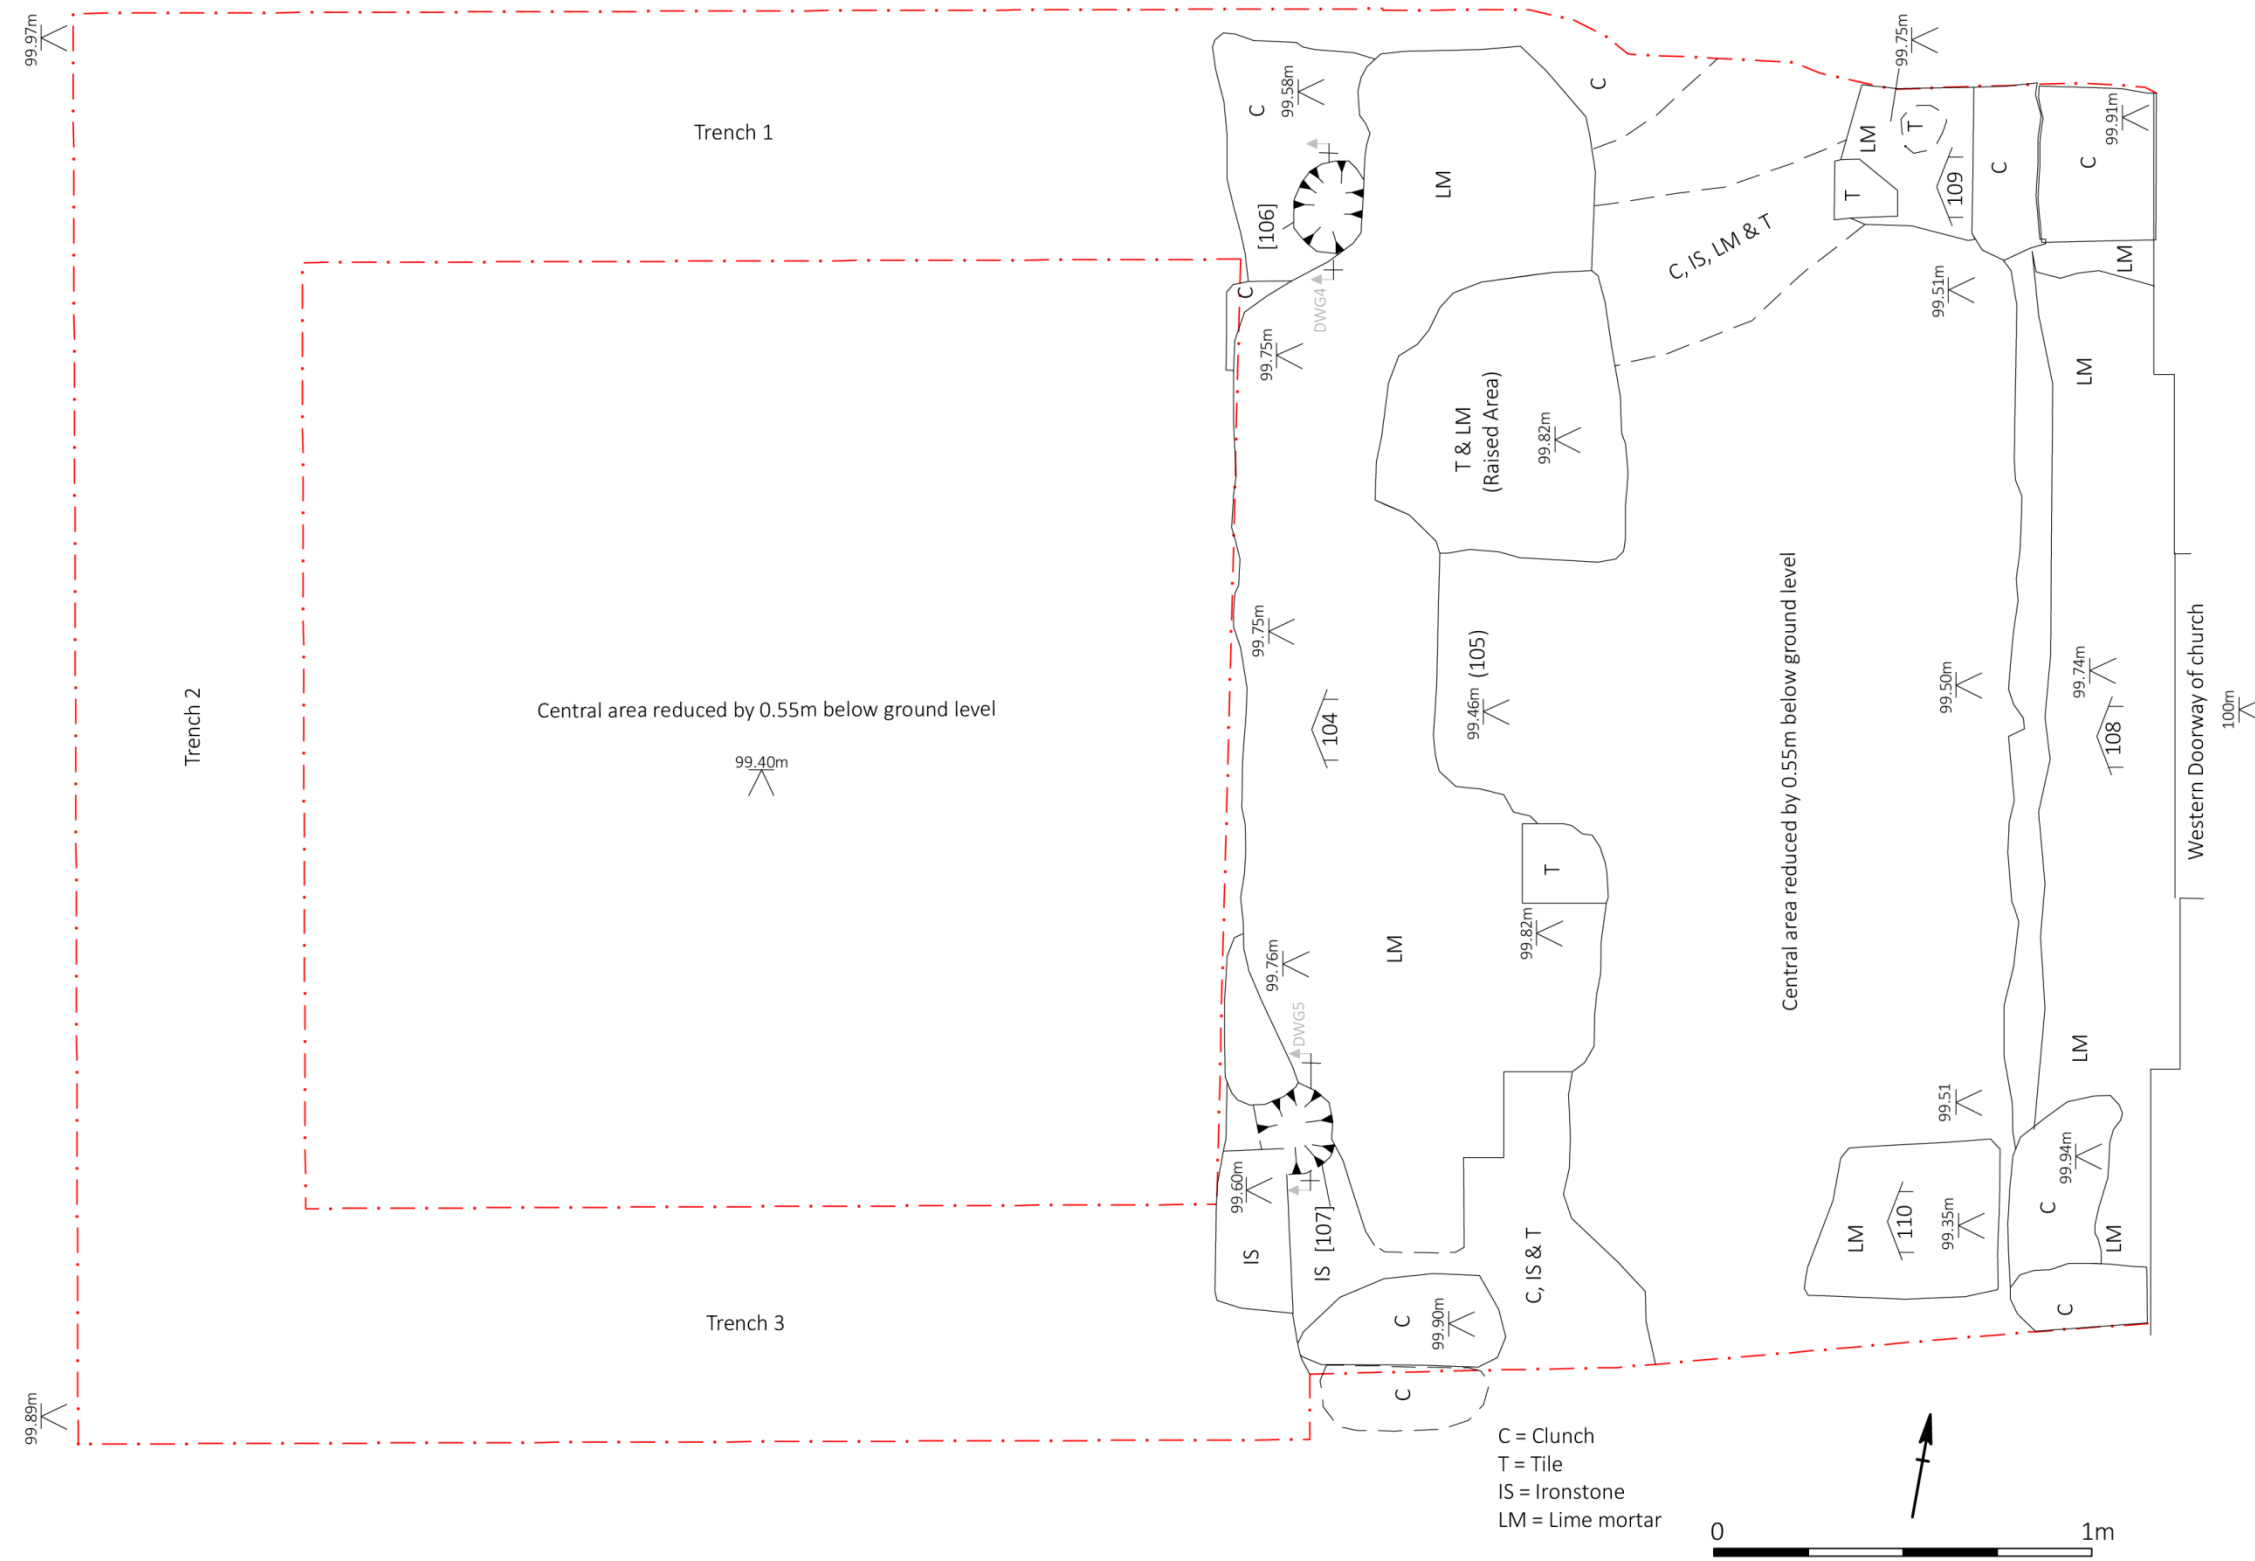 99.97m
Trench 1
Trench 2
Central area reduced by 0.55m below ground level
99.40m
Trench 3
99.89m
C
99.58m
[106]
DWG4
C
99.75m
LM
C
T & LM
(Raised Area)
99.82m
C, IS, LM & T
99.75m
LM
T
T
109
C
C
99.91m
LM
99.51m
LM
99.75m
104
99.46m (105)
Central area reduced by 0.55m below ground level
99.50m
99.74m
108
Western Doorway of church
100m
T
99.82m
LM
99.76m
DWG5
99.60m
IS
IS [107]
C
99.90m
C
C, IS & T
LM
110
99.35m
99.51
LM
99.94m
C
LM
C
C = Clunch
T = Tile
IS = Ironstone
LM = Lime mortar
0 1m